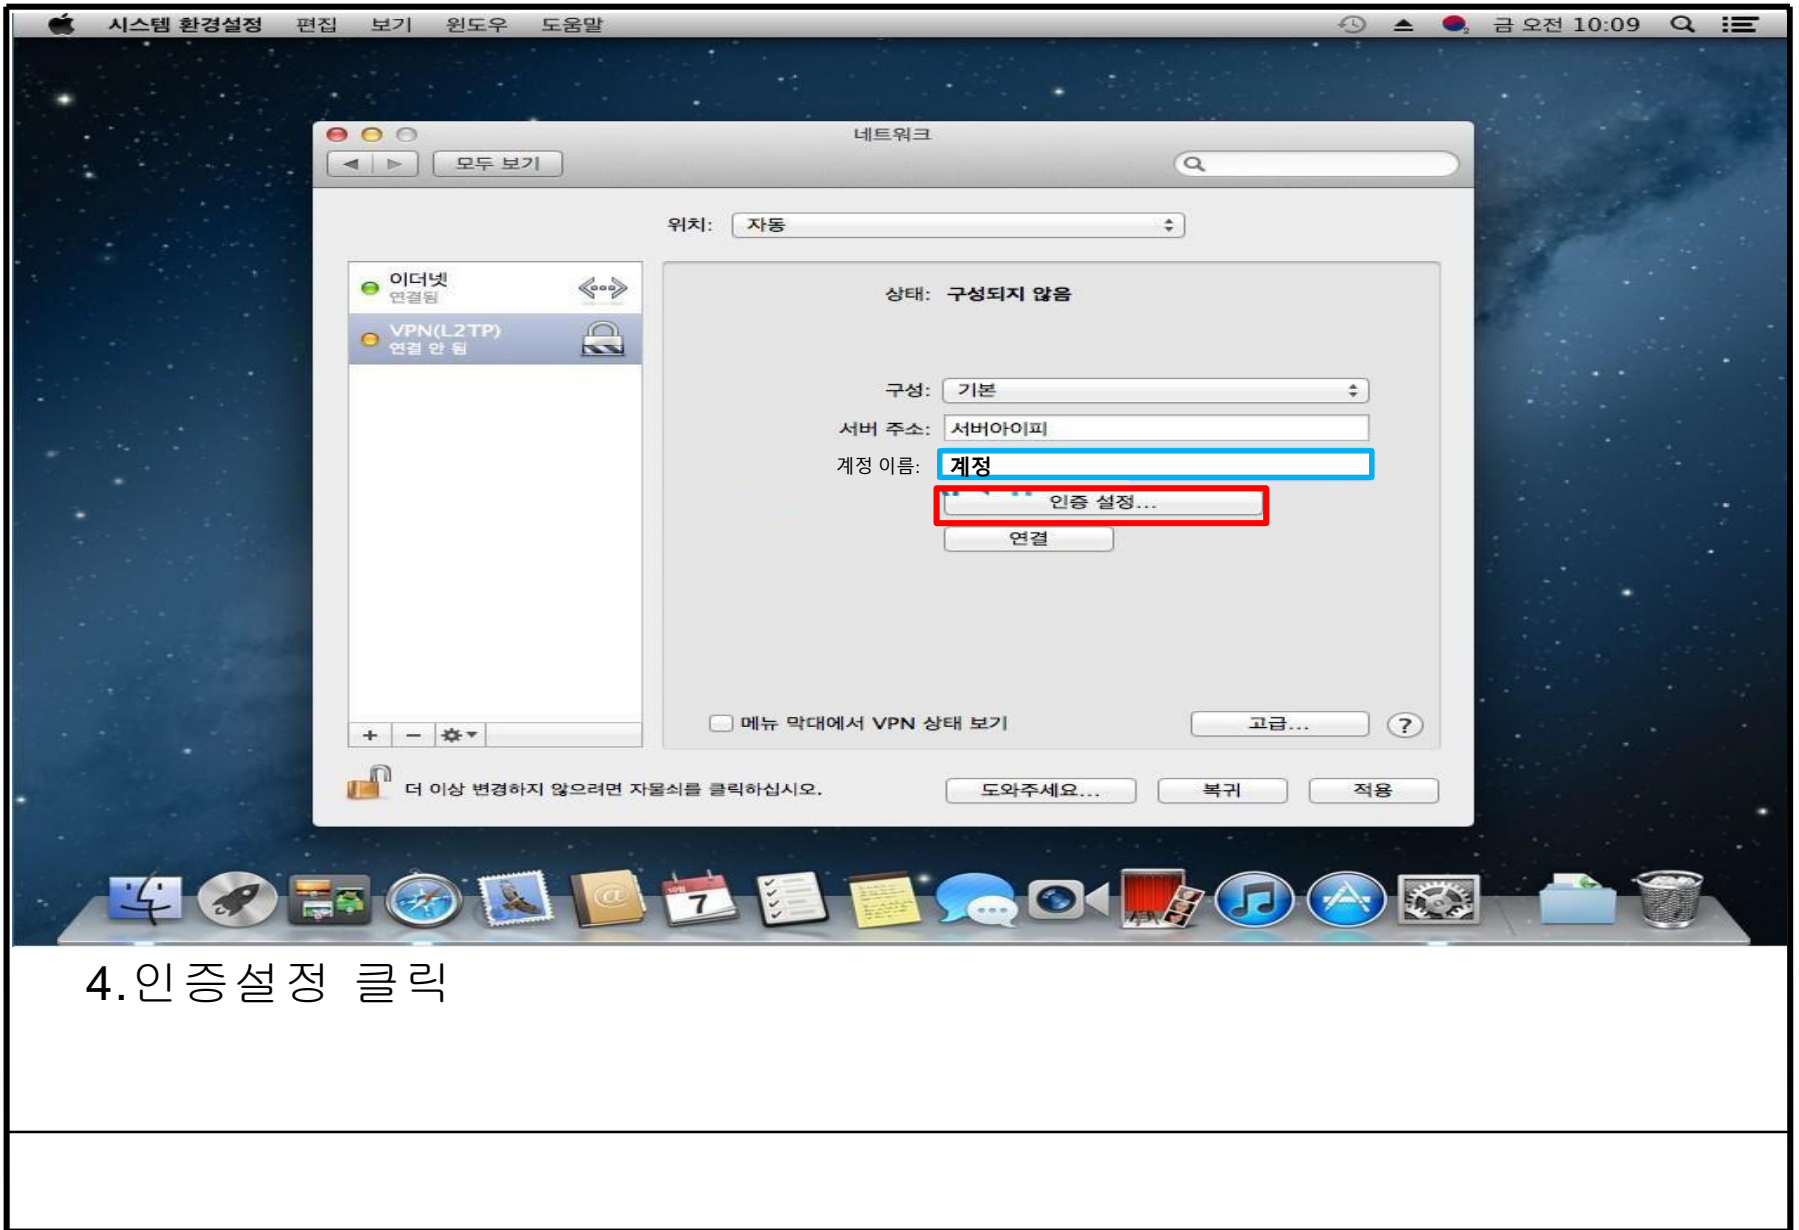 시스템 환경설정 편집 보기 윈도우 도움말 2 금 오전 10:09
네트워크
모두 보기
위치: 자동
이더넷
연결됨
VPN(L2TP)
연결 안 됨
상태: 구성되지 않음
구성: 기본
서버 주소: 서버아이피
계정 이름: 계정
인증 설정...
연결
메뉴 막대에서 VPN 상태 보기
고급... ?
더 이상 변경하지 않으려면 자물쇠를 클릭하십시오.
도와주세요... 복귀 적용
10월
7
4.인증설정 클릭